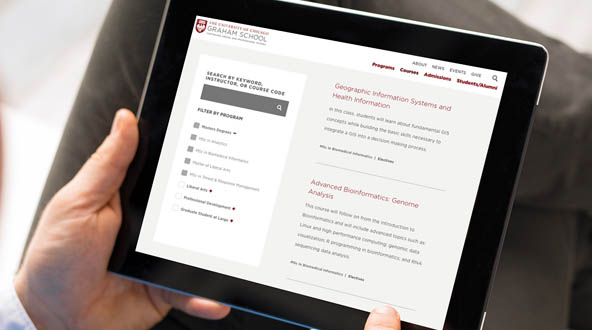 THE UNIVERSITY OF CHICAGO
GRAHAM SCHOOL
ABOUT NEWS EVENTS GIVE
Programs Courses Admissions Students/Alumni
SEARCH BY KEYWORD,
INSTRUCTOR, OR COURSE CODE
FILTER BY PROGRAM
Masters Degrees
MSc in Analytics
MSc in Biomedical Informatics
Master of Liberal Arts
MSc in Threat & Response Management
Liberal Arts
Professional Development
Graduate Student at Large
Geographic Information Systems and
Health Information
In this class, students will learn about fundamental GIS
concepts while building the basic skills necessary to
integrate a GIS into a decision making process.
MSc in Biomedical Informatics | Electives
Advanced Bioinformatics: Genome
Analysis
This course will follow on from the Introduction to
Bioinformatics and will include advanced topics such as:
Linux and high performance computing; genomic data
visualization; R programming in bioinformatics; and RNA
sequencing data analysis.
MSc in Biomedical Informatics | Electives